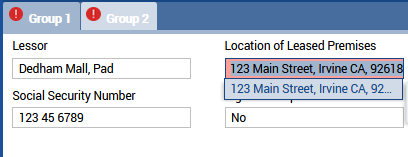 Group 1 Group 2
Lessor Location of Leased Premises
Dedham Mall, Pad 123 Main Street, Irvine CA, 92618
123 Main Street, Irvine CA, 92...
Social Security Number
123 45 6789 No